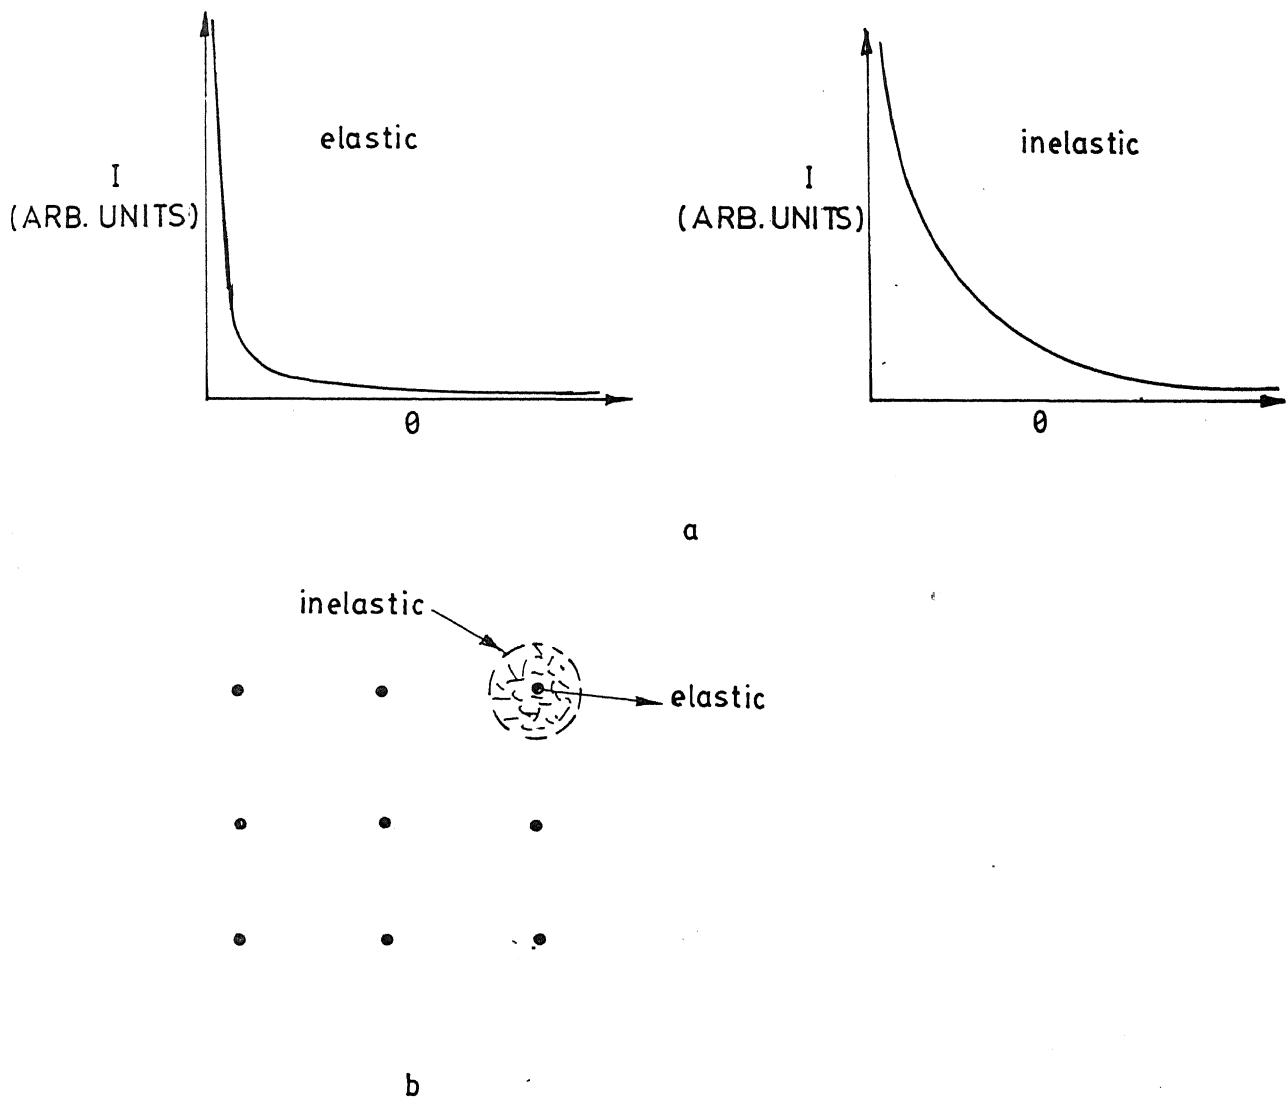 elastic
I
(ARB. UNITS)
θ
inelastic
I
(ARB. UNITS)
θ
a
inelastic
elastic
b